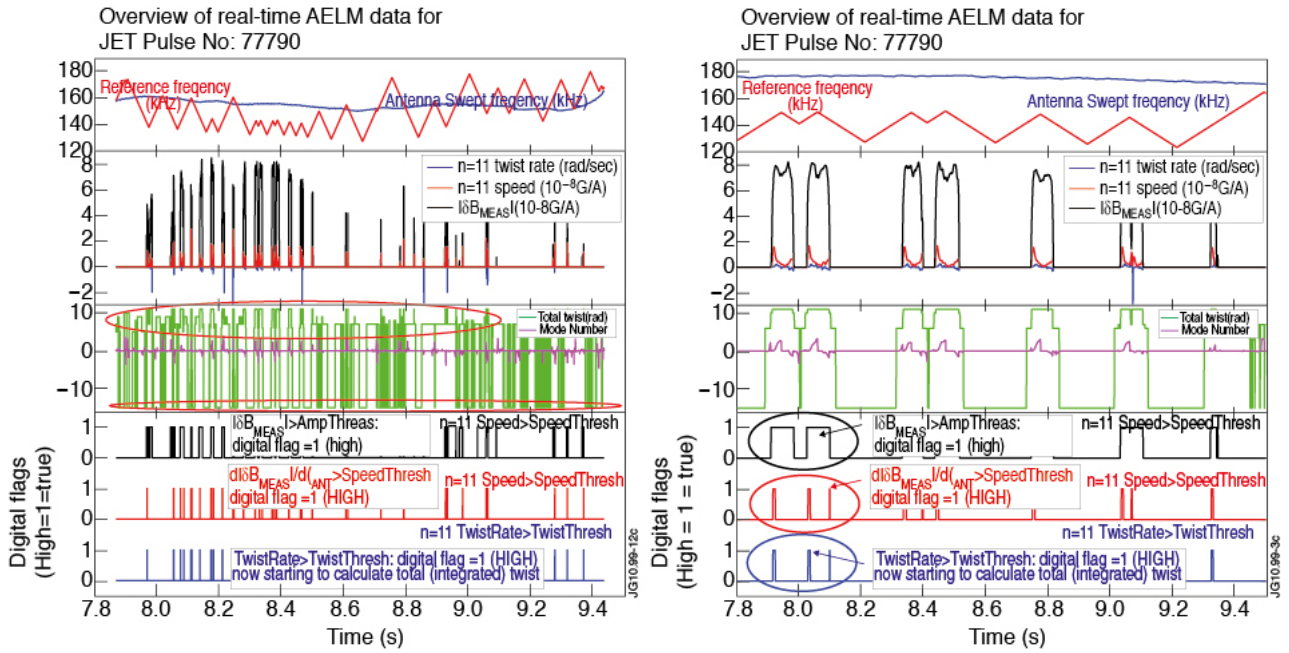 Overview of real-time AELM data for
JET Pulse No: 77790
180
160
140
120
Reference freqency
(kHz)
Antenna Swept freqency (kHz)
8
6
4
2
0
−2
n=11 twist rate (rad/sec)
n=11 speed (10⁻⁸G/A)
IδB_MEAS I(10-8G/A)
10
0
−10
Total twist(rad)
Mode Number
Digital flags
(High=1=true)
1
0
IδB_MEAS I>AmpThreas:
digital flag =1 (high)
n=11 Speed>SpeedThresh
1
0
dIδB_MEAS I/d(_ANT>SpeedThresh
digital flag =1 (HIGH)
n=11 Speed>SpeedThresh
n=11 TwistRate>TwistThresh
1
0
TwistRate>TwistThresh: digital flag =1 (HIGH)
now starting to calculate total (integrated) twist
7.8 8.0 8.2 8.4 8.6 8.8 9.0 9.2 9.4
Time (s)
JG10.99-12c
Overview of real-time AELM data for
JET Pulse No: 77790
180
160
140
120
Reference freqency
(kHz)
Antenna Swept freqency (kHz)
8
6
4
2
0
−2
n=11 twist rate (rad/sec)
n=11 speed (10⁻⁸G/A)
IδB_MEAS I(10-8G/A)
10
0
−10
Total twist(rad)
Mode Number
Digital flags
(High = 1 = true)
1
0
IδB_MEAS I>AmpThreas:
digital flag =1 (high)
n=11 Speed>SpeedThresh
1
0
dIδB_MEAS I/d(_ANT>SpeedThresh
digital flag =1 (HIGH)
n=11 Speed>SpeedThresh
n=11 TwistRate>TwistThresh
1
0
TwistRate>TwistThresh: digital flag =1 (HIGH)
now starting to calculate total (integrated) twist
7.8 8.0 8.2 8.4 8.6 8.8 9.0 9.2 9.4
Time (s)
JG10.99-3c